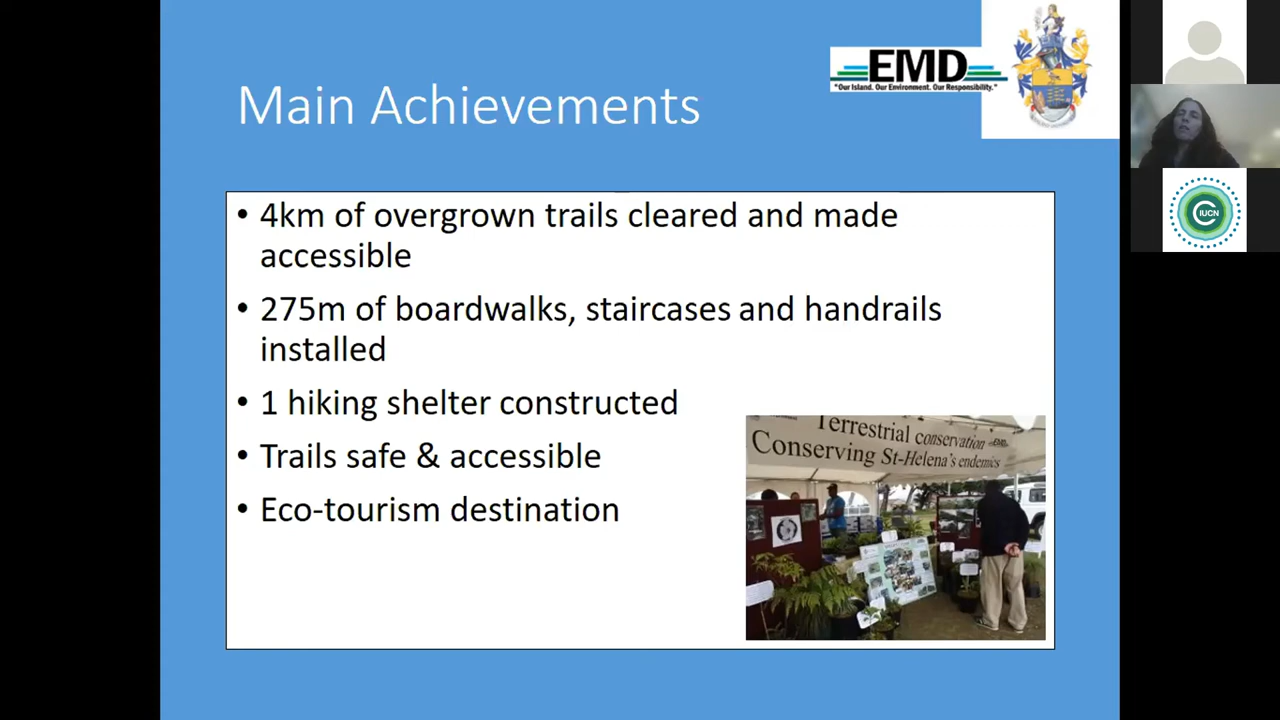 EMD
"Our Island. Our Environment. Our Responsibility."
Main Achievements
• 4km of overgrown trails cleared and made
accessible
• 275m of boardwalks, staircases and handrails
installed
• 1 hiking shelter constructed
• Trails safe & accessible
• Eco-tourism destination
Terrestrial conservation EMD
Conserving St-Helena's endemics
IUCN